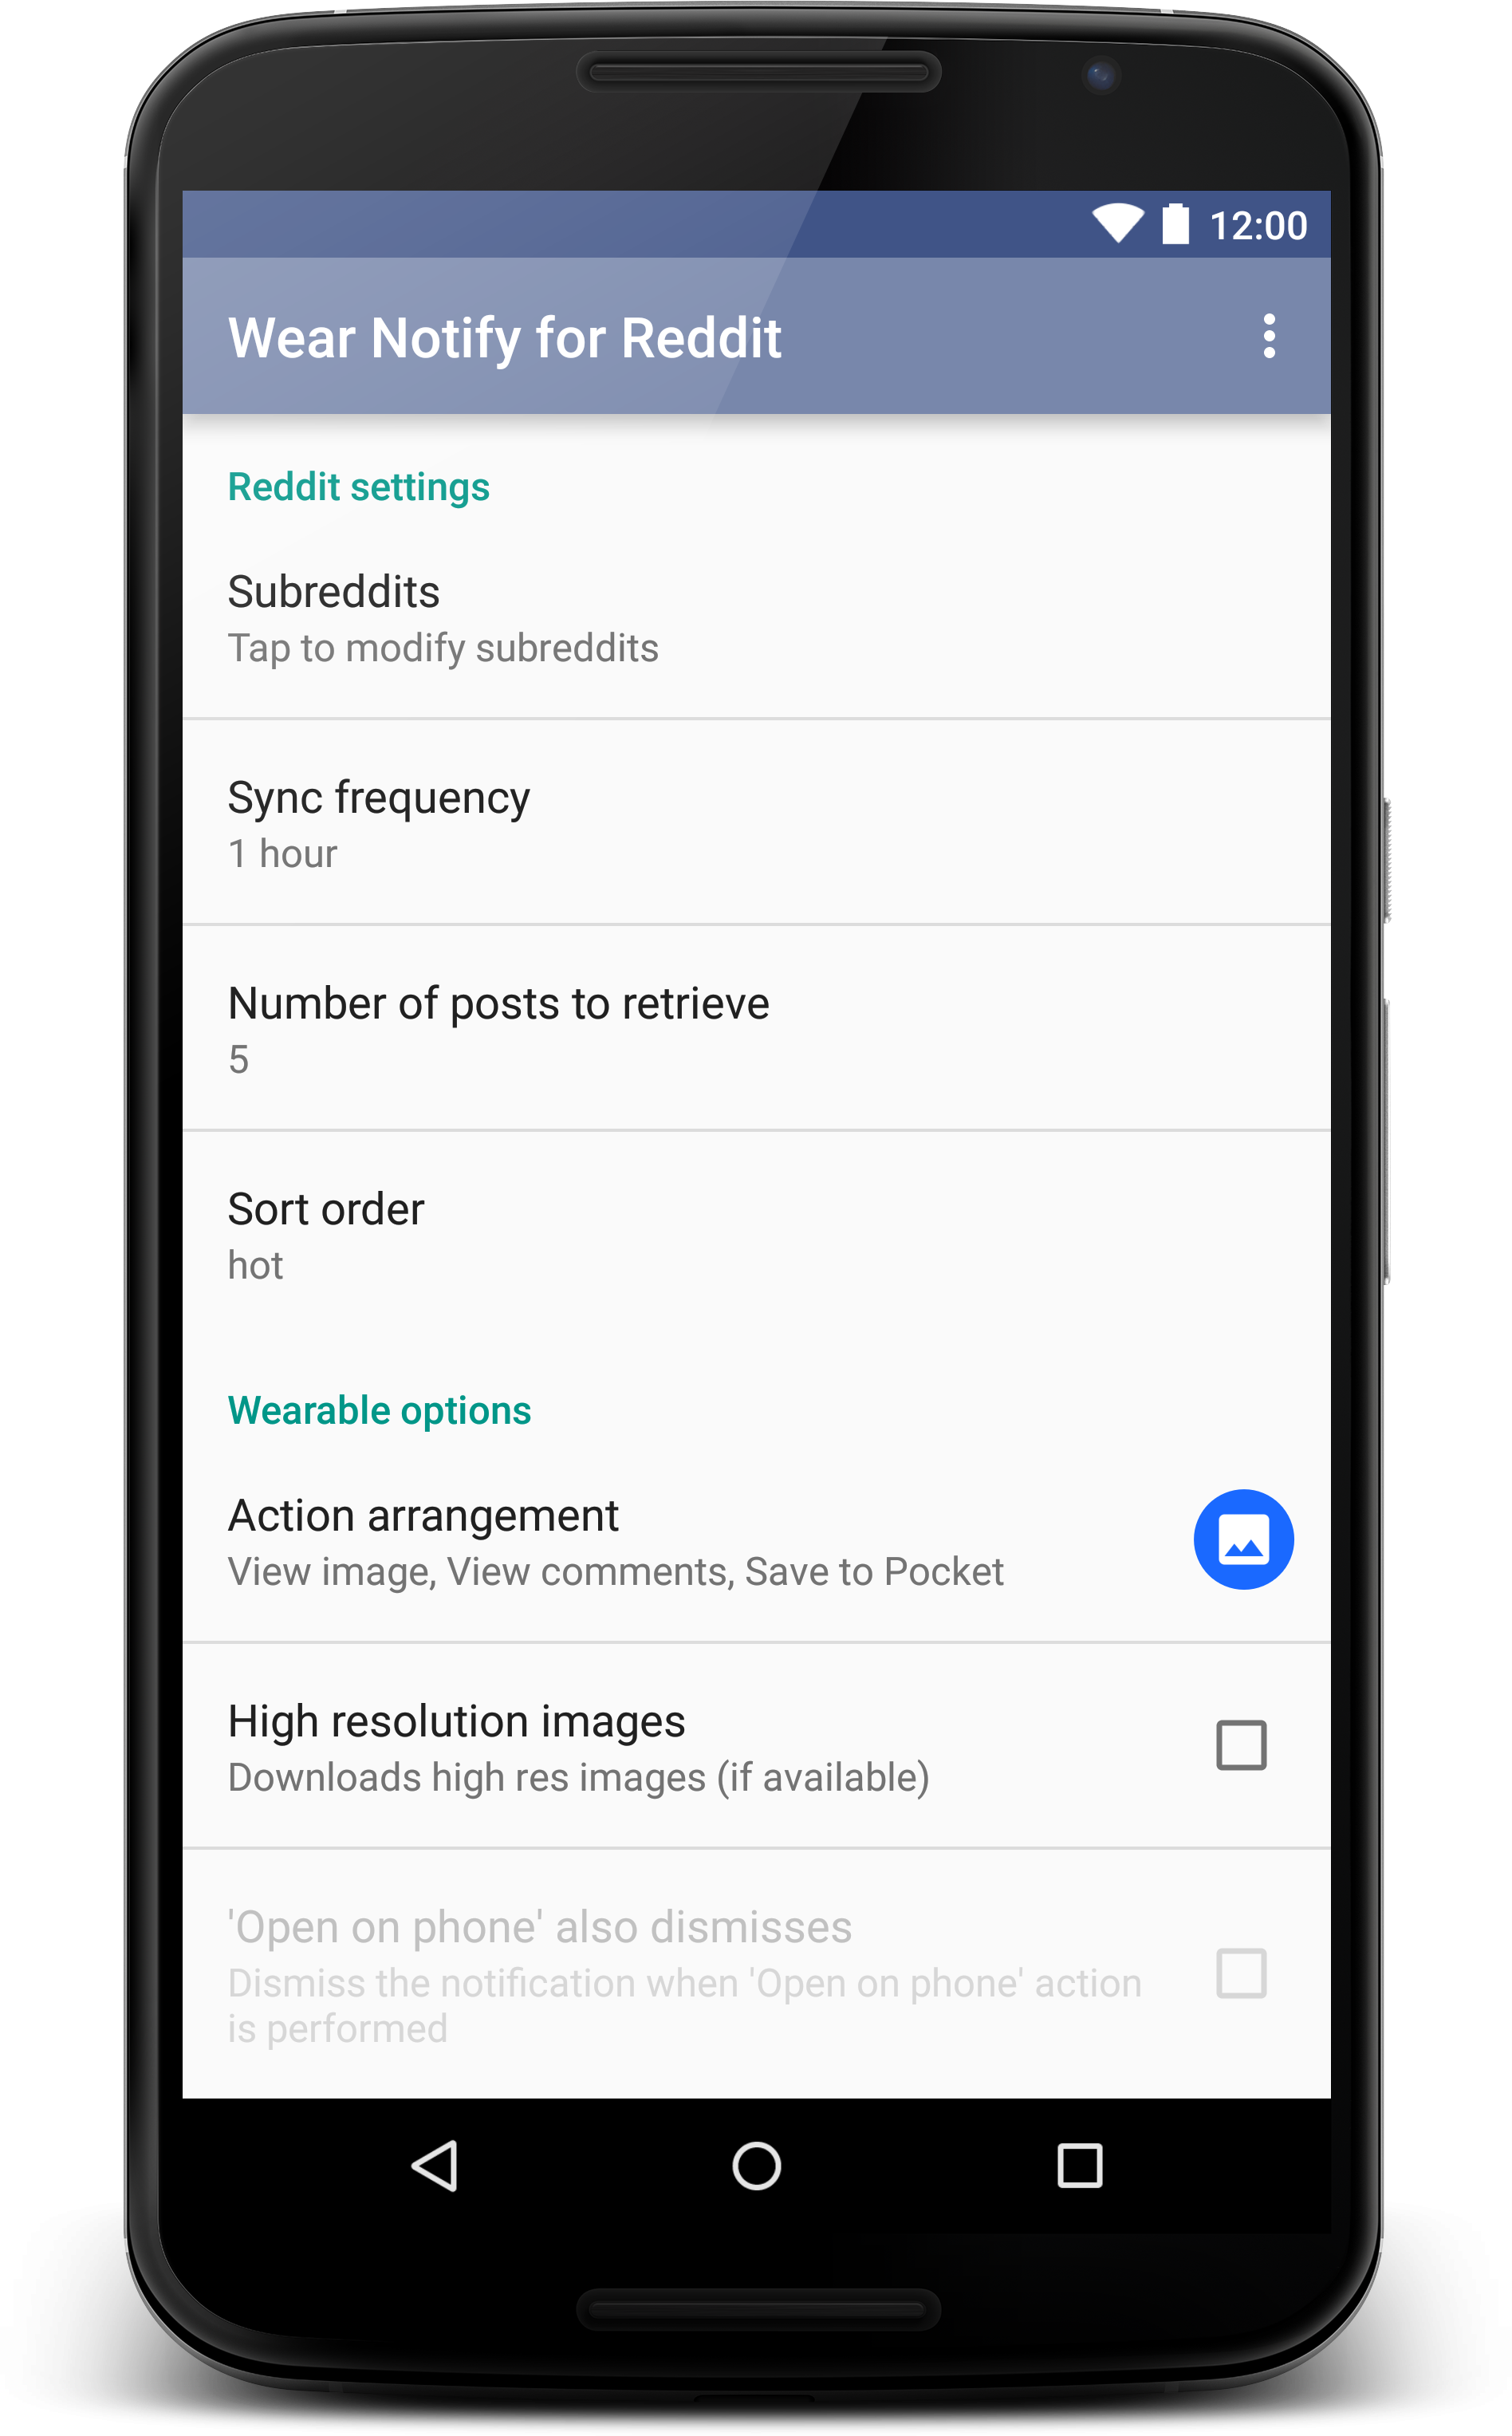 12:00
Wear Notify for Reddit
Reddit settings
Subreddits
Tap to modify subreddits
Sync frequency
1 hour
Number of posts to retrieve
5
Sort order
hot
Wearable options
Action arrangement
View image, View comments, Save to Pocket
High resolution images
Downloads high res images (if available)
'Open on phone' also dismisses
Dismiss the notification when 'Open on phone' action
is performed